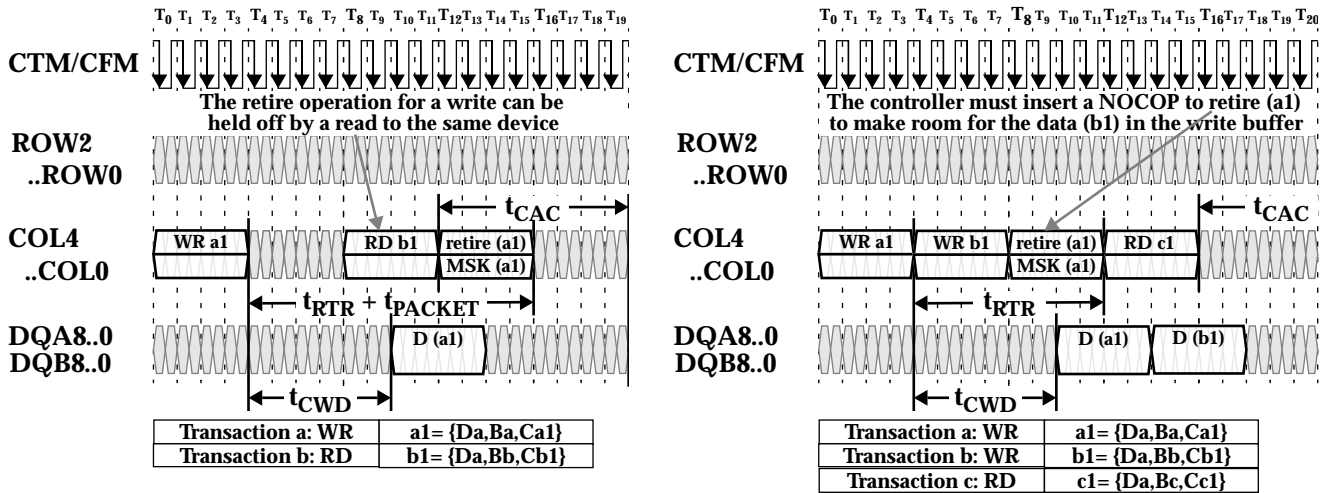 T0 T1 T2 T3 T4 T5 T6 T7 T8 T9 T10 T11 T12 T13 T14 T15 T16 T17 T18 T19
CTM/CFM
The retire operation for a write can be
held off by a read to the same device
ROW2
..ROW0
tCAC
COL4
..COL0
WR a1
RD b1
retire (a1)
MSK (a1)
tRTR + tPACKET
DQA8..0
DQB8..0
D (a1)
tCWD
Transaction a: WR a1= {Da,Ba,Ca1}
Transaction b: RD b1= {Da,Bb,Cb1}
T0 T1 T2 T3 T4 T5 T6 T7 T8 T9 T10 T11 T12 T13 T14 T15 T16 T17 T18 T19 T20
CTM/CFM
The controller must insert a NOCOP to retire (a1)
to make room for the data (b1) in the write buffer
ROW2
..ROW0
tCAC
COL4
..COL0
WR a1
WR b1
retire (a1)
RD c1
MSK (a1)
tRTR
DQA8..0
DQB8..0
D (a1)
D (b1)
tCWD
Transaction a: WR a1= {Da,Ba,Ca1}
Transaction b: WR b1= {Da,Bb,Cb1}
Transaction c: RD c1= {Da,Bc,Cc1}